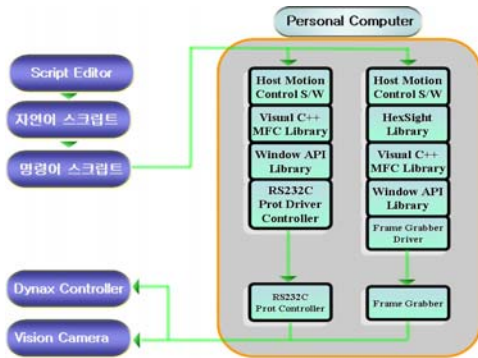 Personal Computer
Script Editor
자연어 스크립트
명령어 스크립트
Host Motion
Control S/W
Visual C++
MFC Library
Window API
Library
RS232C
Prot Driver
Controller
RS232C
Prot Controller
Host Motion
Control S/W
HexSight
Library
Visual C++
MFC Library
Window API
Library
Frame Grabber
Driver
Frame Grabber
Dynax Controller
Vision Camera